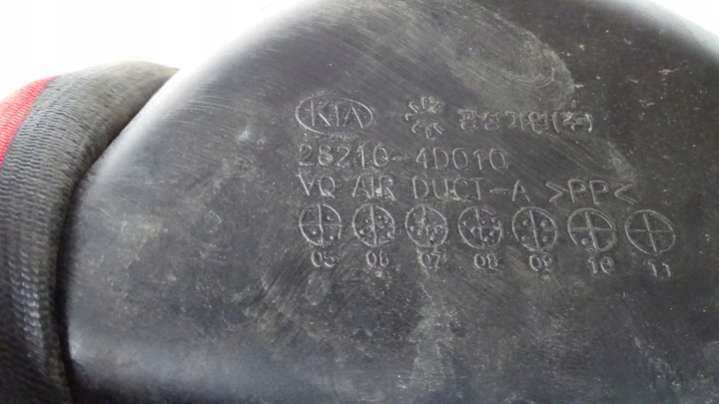 KIA
28210-4D010
VQ AIR DUCT-A >PP<
05 06 07 08 09 10 11